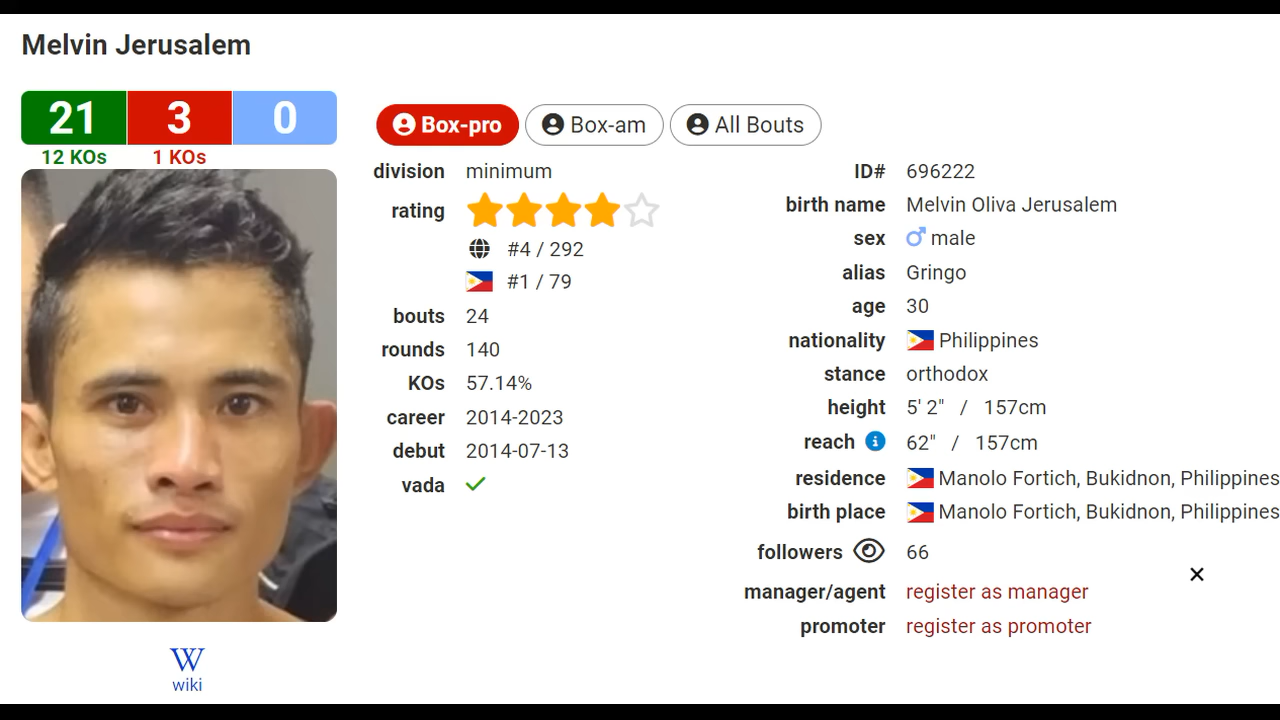 Melvin Jerusalem
21 3 0
12 KOs 1 KOs
Box-pro Box-am All Bouts
division minimum
rating
#4 / 292
#1 / 79
bouts 24
rounds 140
KOs 57.14%
career 2014-2023
debut 2014-07-13
vada
ID# 696222
birth name Melvin Oliva Jerusalem
sex male
alias Gringo
age 30
nationality Philippines
stance orthodox
height 5' 2" / 157cm
reach 62" / 157cm
residence Manolo Fortich, Bukidnon, Philippines
birth place Manolo Fortich, Bukidnon, Philippines
followers 66
manager/agent register as manager
promoter register as promoter
W
wiki